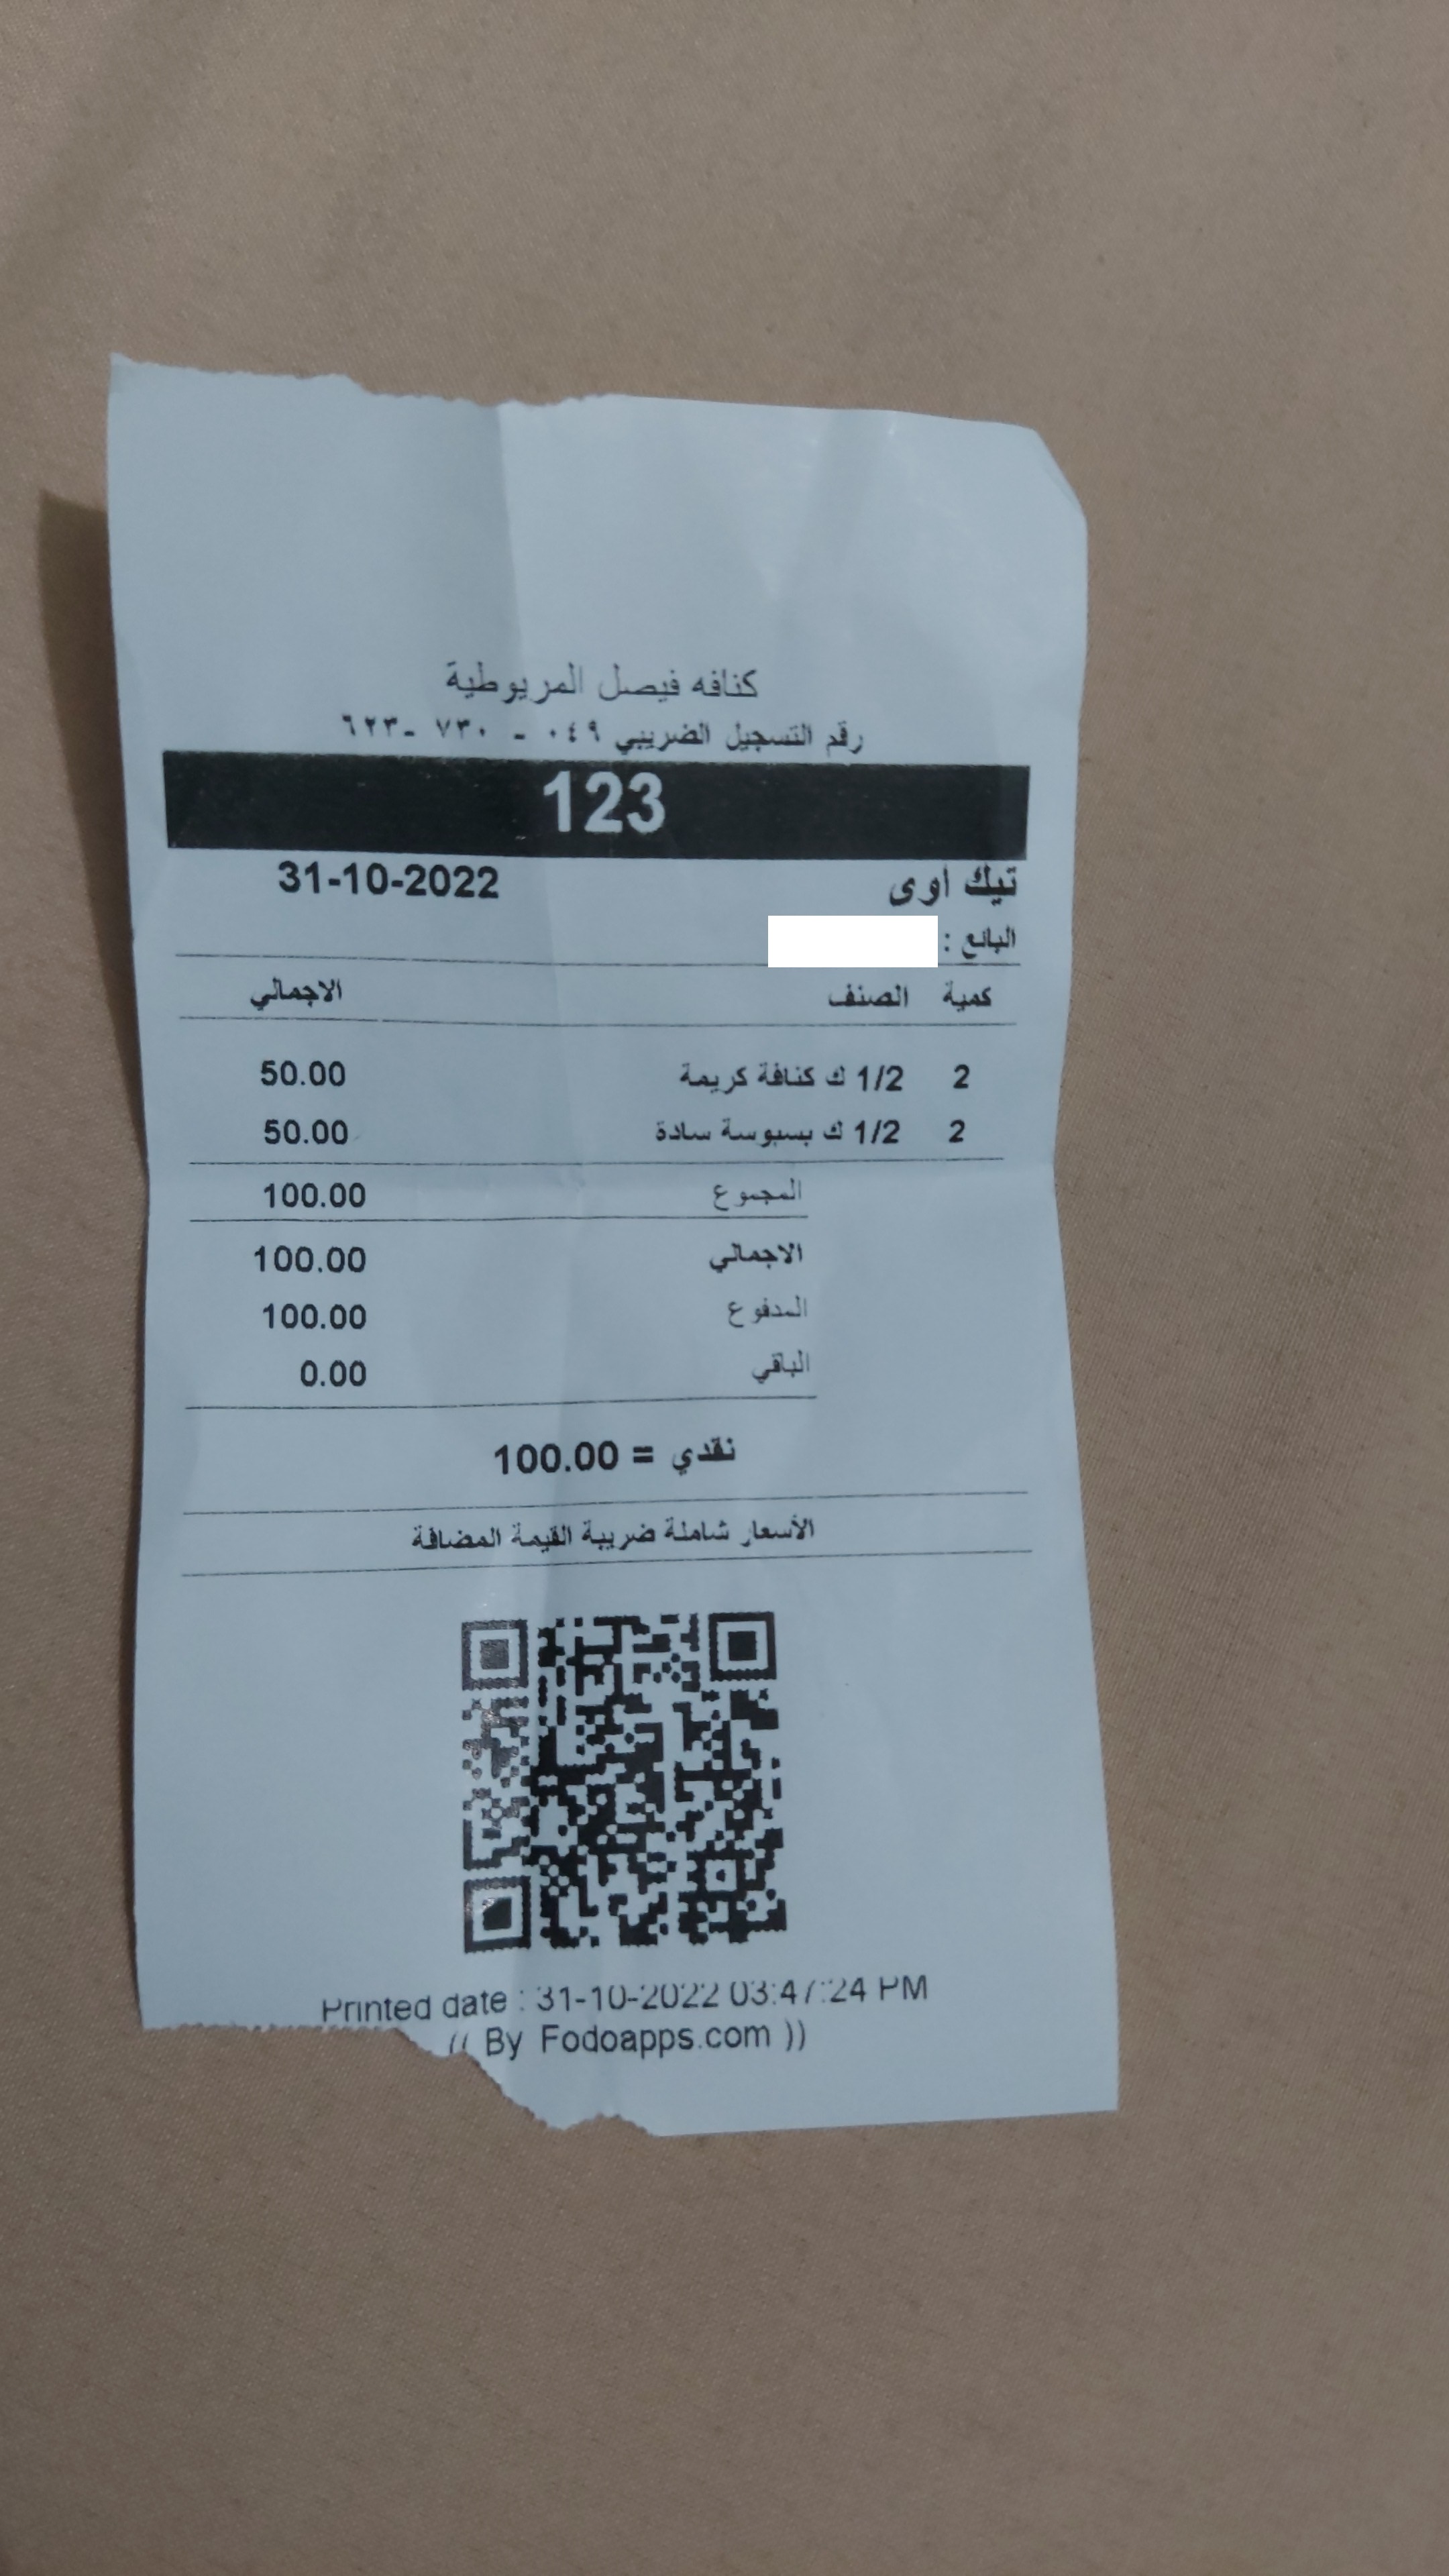 كنافه فيصل المريوطية
رقم التسجيل الضريبي ٠٤٩ - ٧٣٠ -٦٢٣
123
تيك اوى 31-10-2022
البائع :
كمية الصنف الاجمالي
2 1/2 ك كنافة كريمة 50.00
2 1/2 ك بسبوسة سادة 50.00
المجموع 100.00
الاجمالي 100.00
المدفوع 100.00
الباقي 0.00
نقدي = 100.00
الأسعار شاملة ضريبة القيمة المضافة
Printed date : 31-10-2022 03:47:24 PM
(( By Fodoapps.com ))